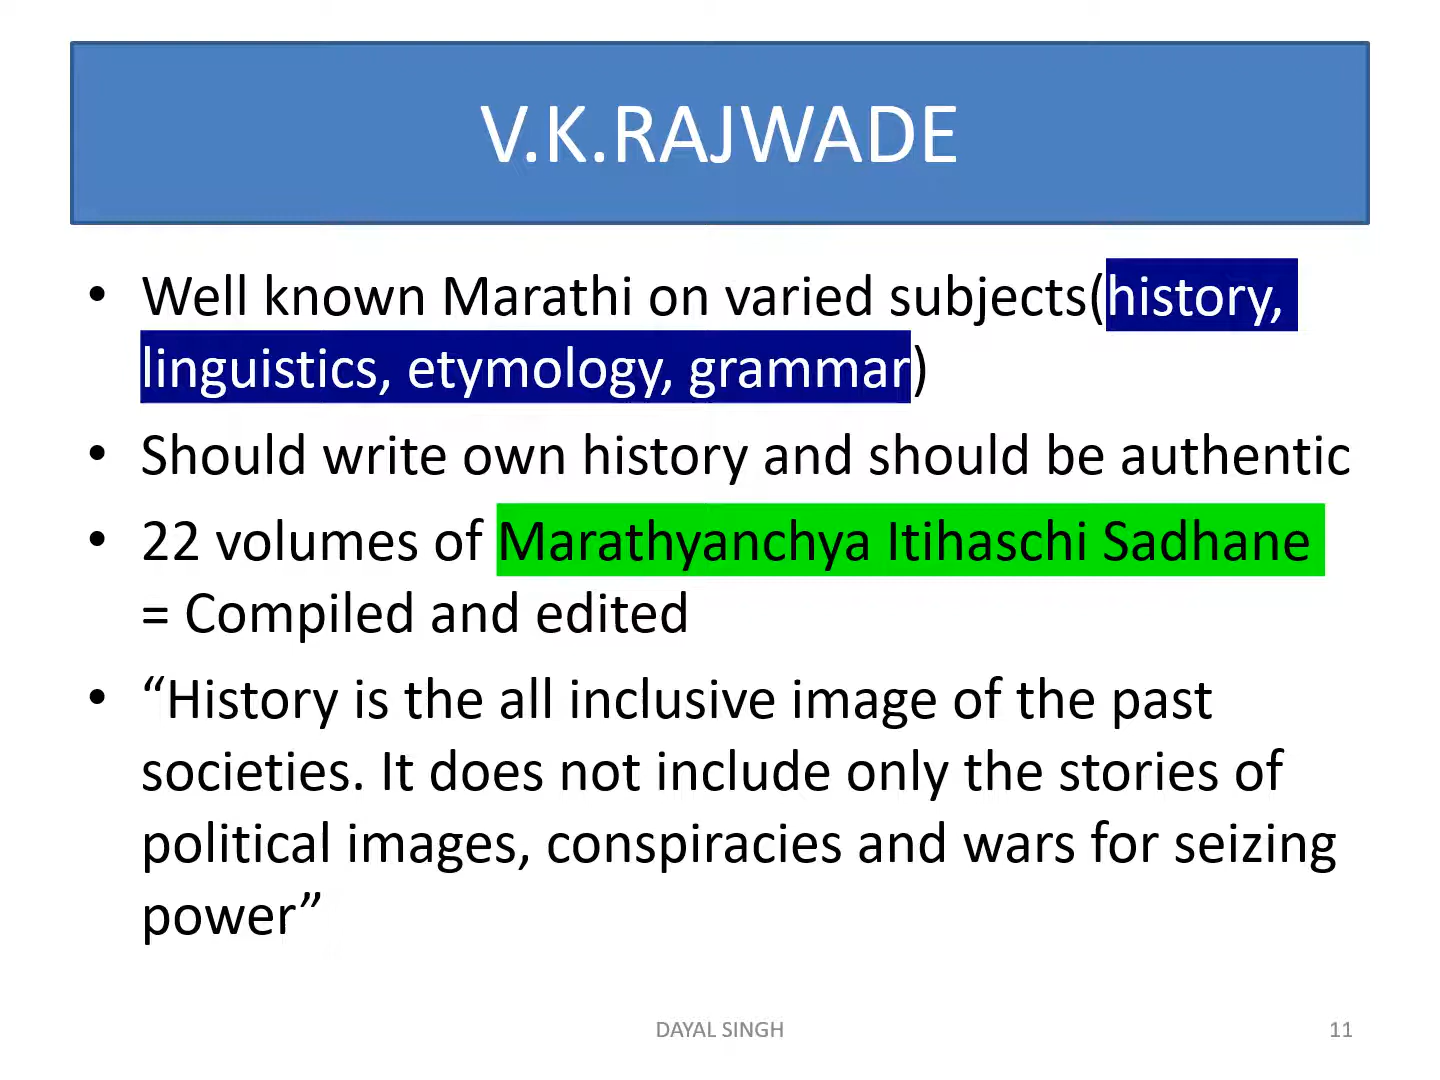 V.K.RAJWADE
• Well known Marathi on varied subjects(history,
linguistics, etymology, grammar)
• Should write own history and should be authentic
• 22 volumes of Marathyanchya Itihaschi Sadhane
= Compiled and edited
• “History is the all inclusive image of the past
societies. It does not include only the stories of
political images, conspiracies and wars for seizing
power”
DAYAL SINGH
11